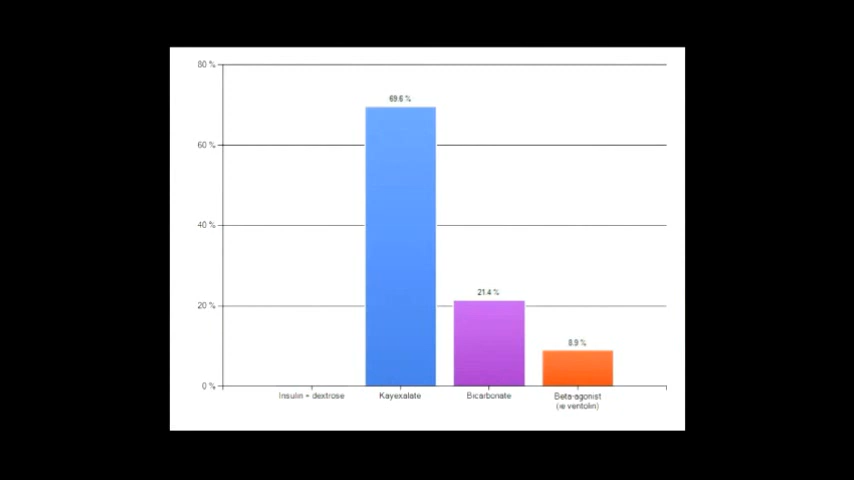 80 %
69.6 %
60 %
40 %
21.4 %
20 %
8.9 %
0 %
Insulin + dextrose
Kayexalate
Bicarbonate
Beta-agonist
(ie ventolin)